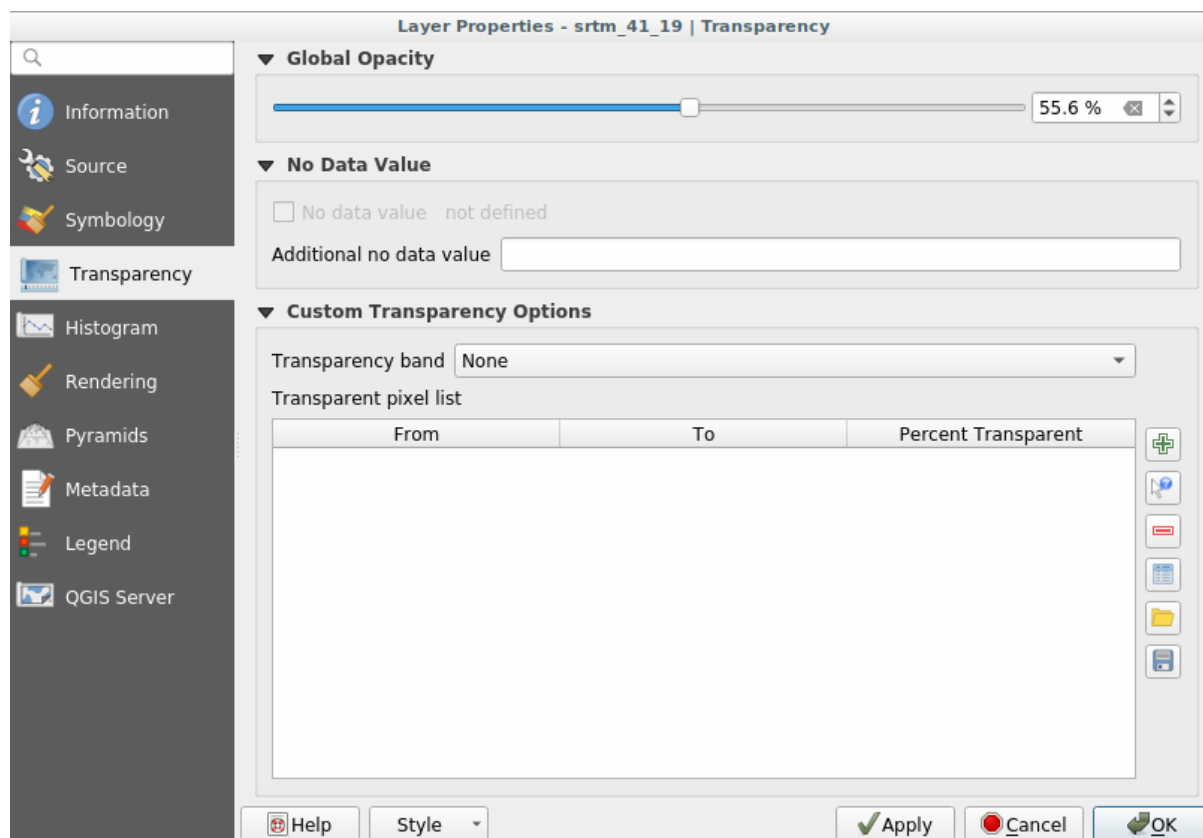 Layer Properties - srtm_41_19 | Transparency
Information
Source
Symbology
Transparency
Histogram
Rendering
Pyramids
Metadata
Legend
QGIS Server
Global Opacity
55.6 %
No Data Value
No data value not defined
Additional no data value
Custom Transparency Options
Transparency band None
Transparent pixel list
From To Percent Transparent
Help Style Apply Cancel OK